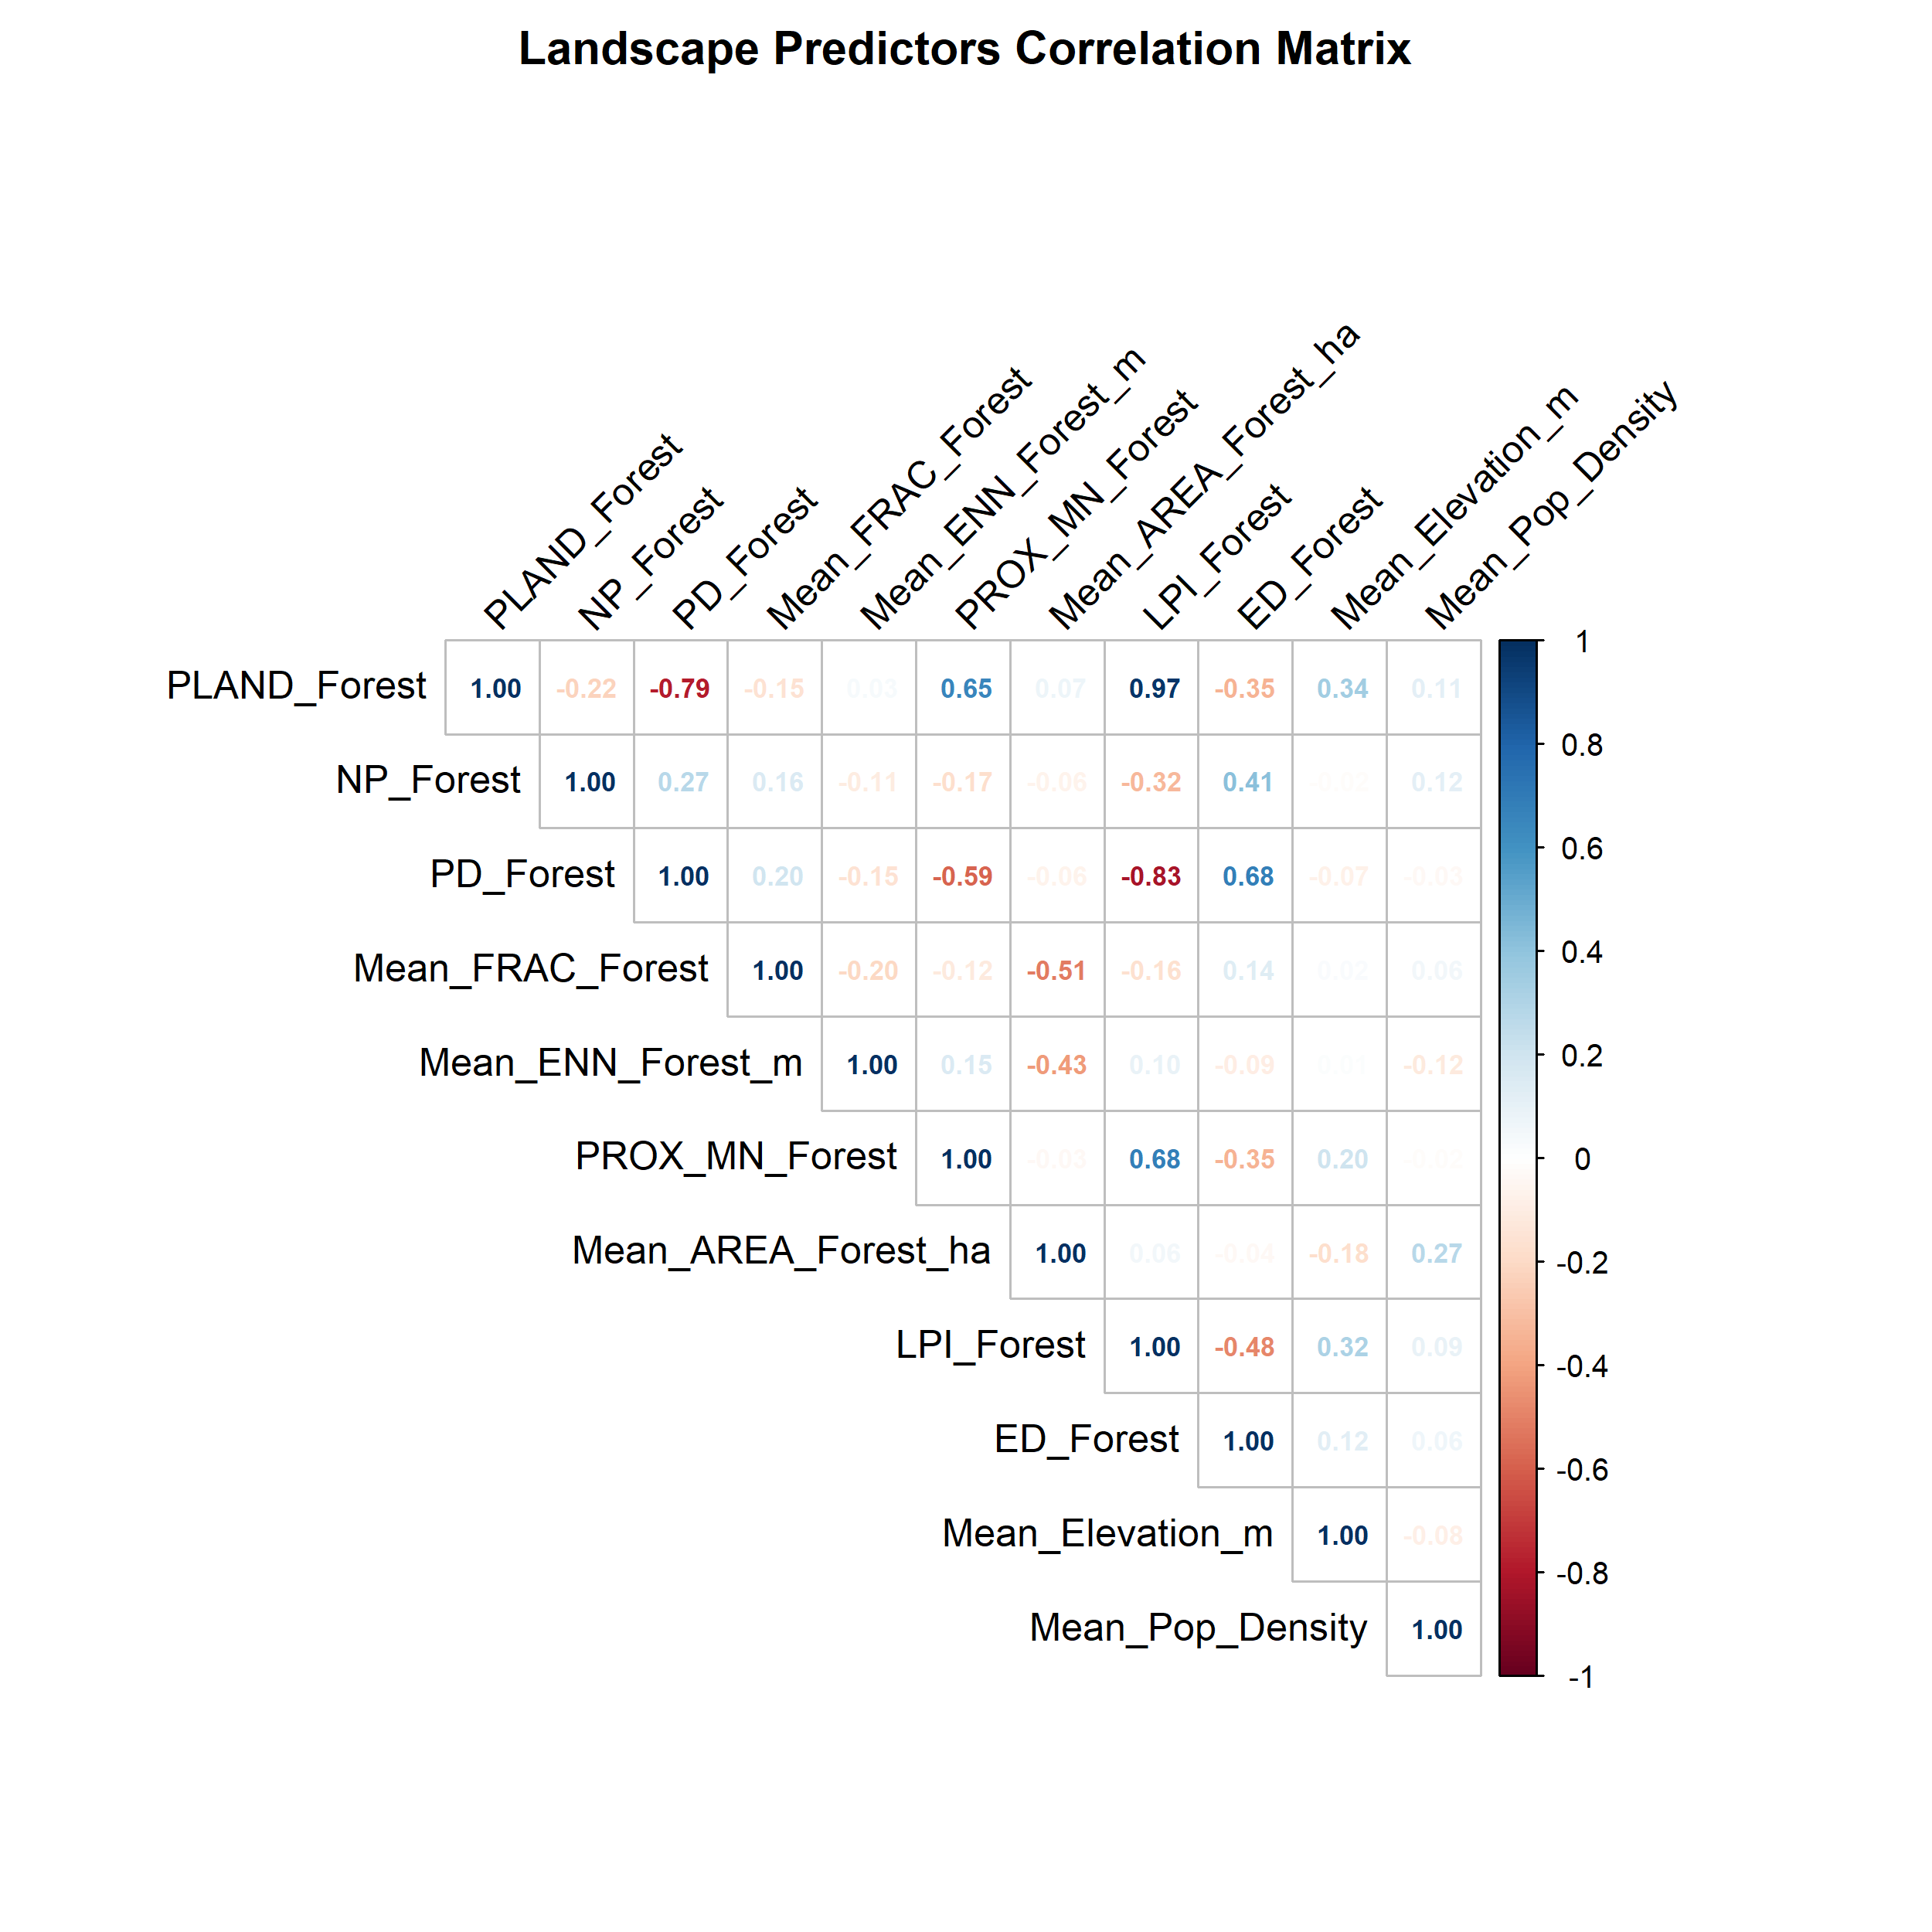 Landscape Predictors Correlation Matrix
PLAND_Forest
NP_Forest
PD_Forest
Mean_FRAC_Forest
Mean_ENN_Forest_m
PROX_MN_Forest
Mean_AREA_Forest_ha
LPI_Forest
ED_Forest
Mean_Elevation_m
Mean_Pop_Density
PLAND_Forest 1.00 -0.22 -0.79 -0.15 0.03 0.65 0.07 0.97 -0.35 0.34 0.11
NP_Forest 1.00 0.27 0.16 -0.11 -0.17 -0.06 -0.32 0.41 -0.02 0.12
PD_Forest 1.00 0.20 -0.15 -0.59 -0.06 -0.83 0.68 -0.07 -0.03
Mean_FRAC_Forest 1.00 -0.20 -0.12 -0.51 -0.16 0.14 0.02 0.06
Mean_ENN_Forest_m 1.00 0.15 -0.43 0.10 -0.09 -0.12
PROX_MN_Forest 1.00 -0.03 0.68 -0.35 0.20 -0.02
Mean_AREA_Forest_ha 1.00 0.06 -0.04 -0.18 0.27
LPI_Forest 1.00 -0.48 0.32 0.09
ED_Forest 1.00 0.12 0.06
Mean_Elevation_m 1.00 -0.08
Mean_Pop_Density 1.00
1
0.8
0.6
0.4
0.2
0
-0.2
-0.4
-0.6
-0.8
-1